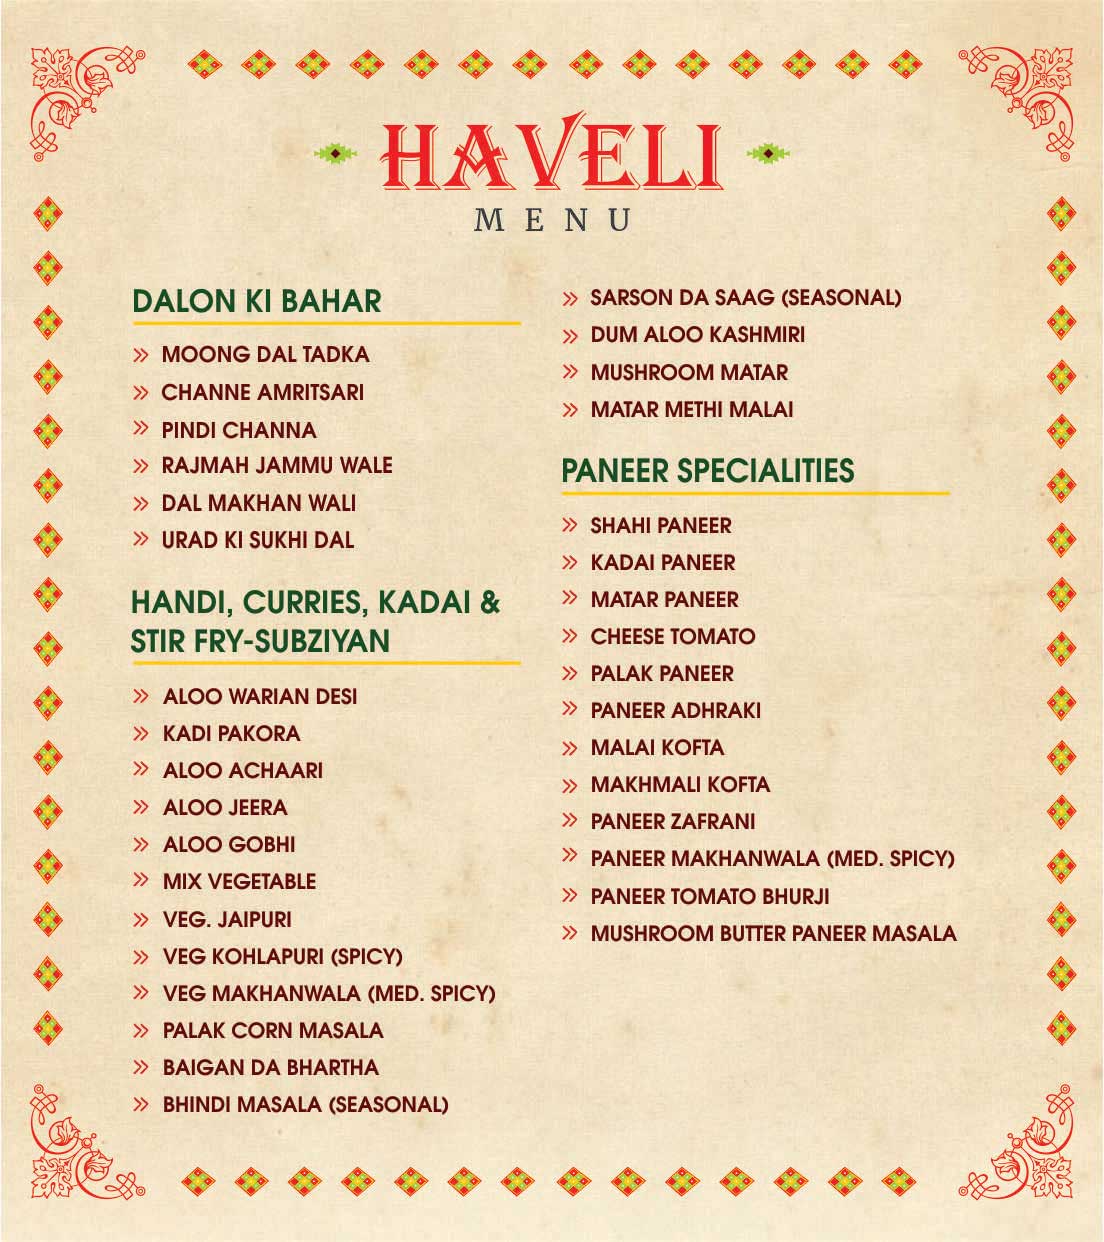 HAVELI
MENU
DALON KI BAHAR
MOONG DAL TADKA
CHANNE AMRITSARI
PINDI CHANNA
RAJMAH JAMMU WALE
DAL MAKHAN WALI
URAD KI SUKHI DAL
HANDI, CURRIES, KADAI &
STIR FRY-SUBZIYAN
ALOO WARIAN DESI
KADI PAKORA
ALOO ACHAARI
ALOO JEERA
ALOO GOBHI
MIX VEGETABLE
VEG. JAIPURI
VEG KOHLAPURI (SPICY)
VEG MAKHANWALA (MED. SPICY)
PALAK CORN MASALA
BAIGAN DA BHARTHA
BHINDI MASALA (SEASONAL)
SARSON DA SAAG (SEASONAL)
DUM ALOO KASHMIRI
MUSHROOM MATAR
MATAR METHI MALAI
PANEER SPECIALITIES
SHAHI PANEER
KADAI PANEER
MATAR PANEER
CHEESE TOMATO
PALAK PANEER
PANEER ADHRAKI
MALAI KOFTA
MAKHMALI KOFTA
PANEER ZAFRANI
PANEER MAKHANWALA (MED. SPICY)
PANEER TOMATO BHURJI
MUSHROOM BUTTER PANEER MASALA